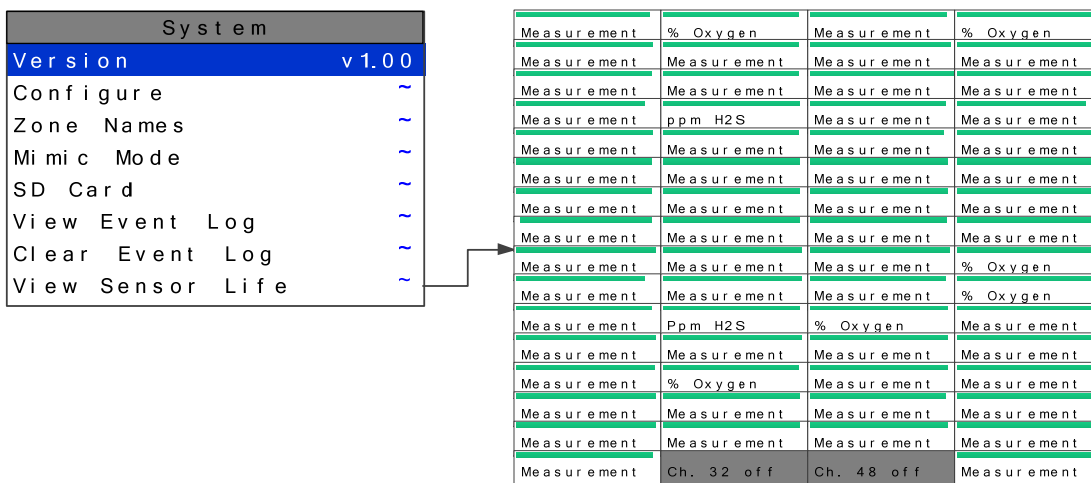 System
Version v1.00
Configure ~
Zone Names ~
Mimic Mode ~
SD Card ~
View Event Log ~
Clear Event Log ~
View Sensor Life ~
Measurement % Oxygen Measurement % Oxygen
Measurement Measurement Measurement Measurement
Measurement Measurement Measurement Measurement
Measurement ppm H2S Measurement Measurement
Measurement Measurement Measurement Measurement
Measurement Measurement Measurement Measurement
Measurement Measurement Measurement Measurement
Measurement Measurement Measurement Measurement
Measurement Measurement Measurement % Oxygen
Measurement Measurement Measurement % Oxygen
Measurement Ppm H2S % Oxygen Measurement
Measurement Measurement Measurement Measurement
Measurement % Oxygen Measurement Measurement
Measurement Measurement Measurement Measurement
Measurement Measurement Measurement Measurement
Measurement Ch. 32 off Ch. 48 off Measurement